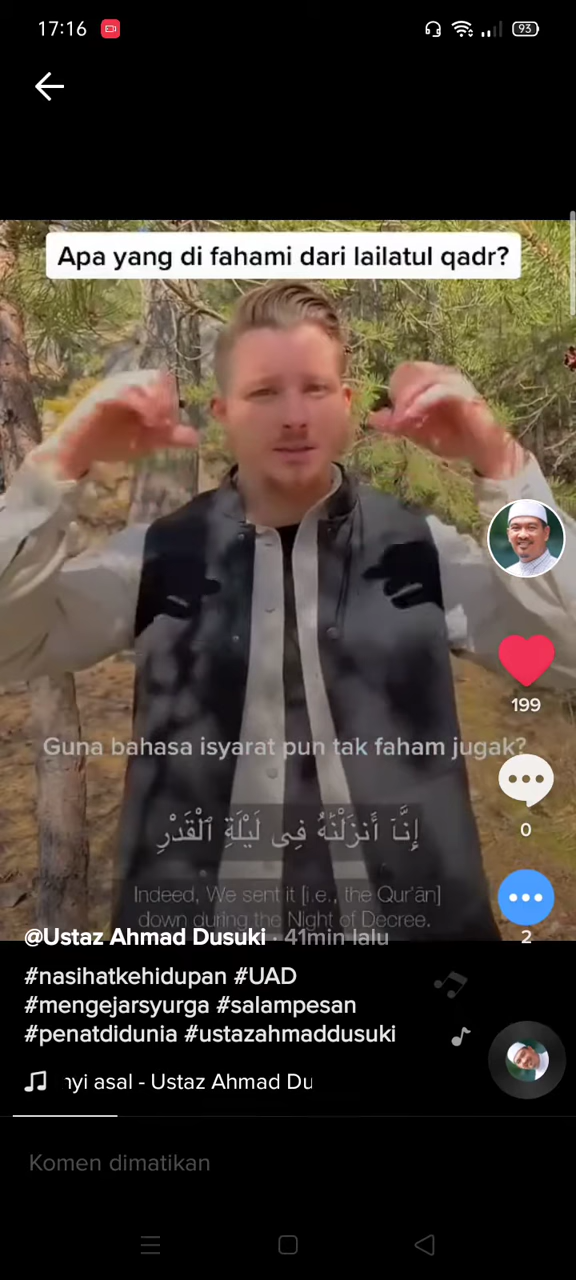 17:16
93
Apa yang di fahami dari lailatul qadr?
199
Guna bahasa isyarat pun tak faham jugak?
0
إِنَّآ أَنزَلْنَٰهُ فِى لَيْلَةِ ٱلْقَدْرِ
Indeed, We sent it [i.e., the Qur'ān]
down during the Night of Decree.
@Ustaz Ahmad Dusuki · 41min lalu
2
#nasihatkehidupan #UAD
#mengejarsyurga #salampesan
#penatdidunia #ustazahmaddusuki
nyi asal - Ustaz Ahmad Du
Komen dimatikan